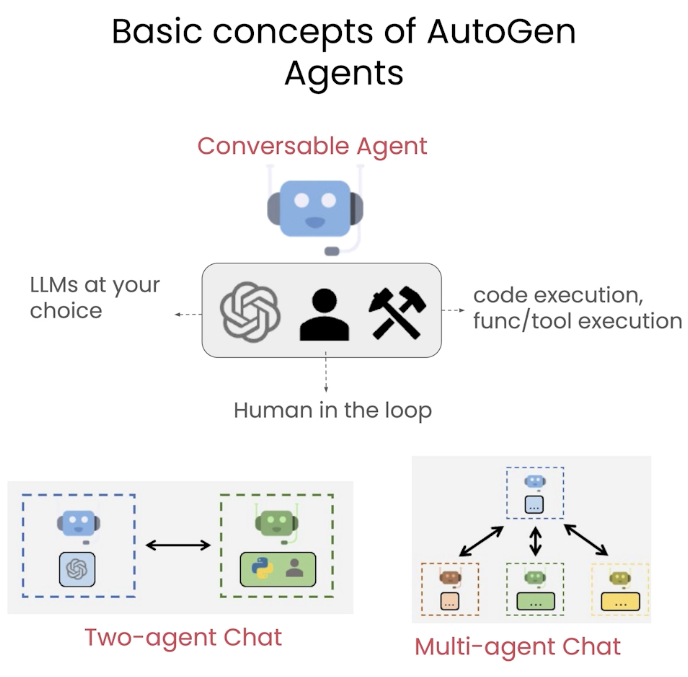 Basic concepts of AutoGen
Agents
Conversable Agent
LLMs at your
choice
code execution,
func/tool execution
Human in the loop
...
...
...
...
Two-agent Chat
Multi-agent Chat